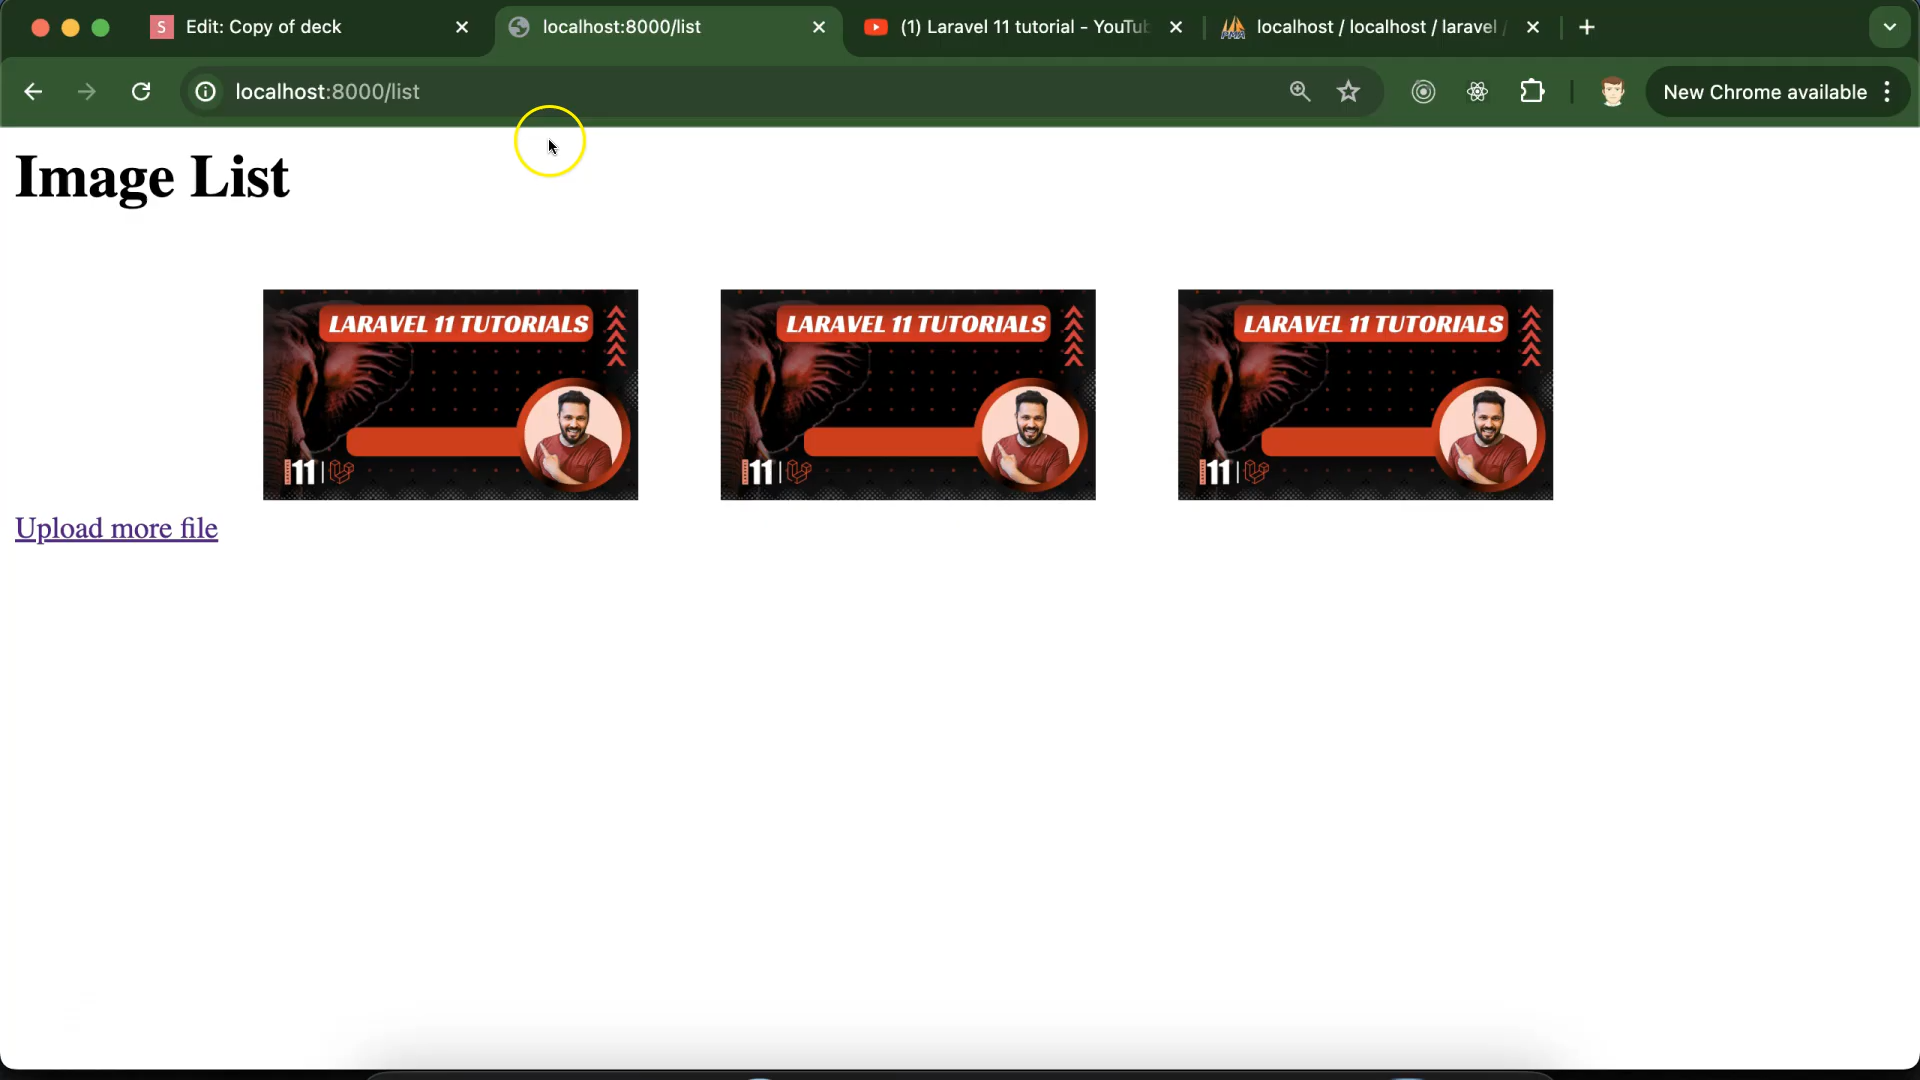 S Edit: Copy of deck
localhost:8000/list
(1) Laravel 11 tutorial - YouTub
localhost / localhost / laravel /
localhost:8000/list
New Chrome available
Image List
LARAVEL 11 TUTORIALS
LARAVEL 11 TUTORIALS
LARAVEL 11 TUTORIALS
11
11
11
Upload more file